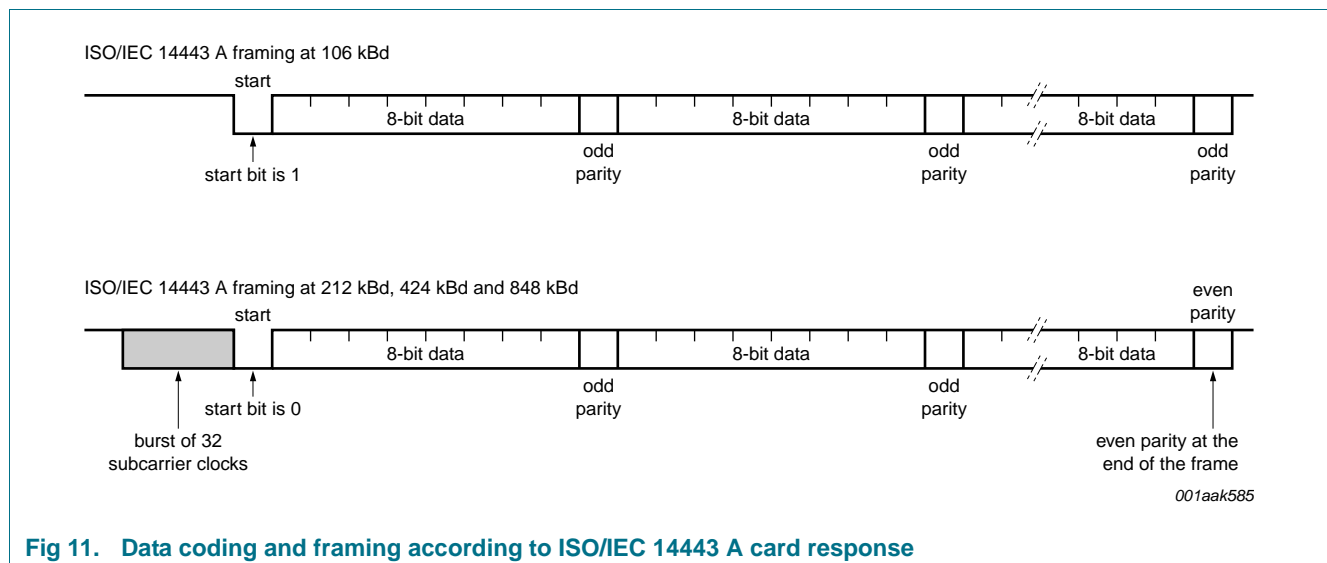 ISO/IEC 14443 A framing at 106 kBd
start
8-bit data
8-bit data
8-bit data
odd
parity
odd
parity
odd
parity
start bit is 1
ISO/IEC 14443 A framing at 212 kBd, 424 kBd and 848 kBd
even
parity
start
8-bit data
8-bit data
8-bit data
odd
parity
odd
parity
start bit is 0
burst of 32
subcarrier clocks
even parity at the
end of the frame
001aak585
Fig 11. Data coding and framing according to ISO/IEC 14443 A card response